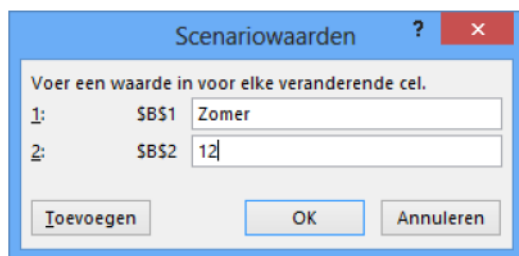 Scenariowaarden ? ×
Voer een waarde in voor elke veranderende cel.
1: $B$1 Zomer
2: $B$2 12
Toevoegen OK Annuleren